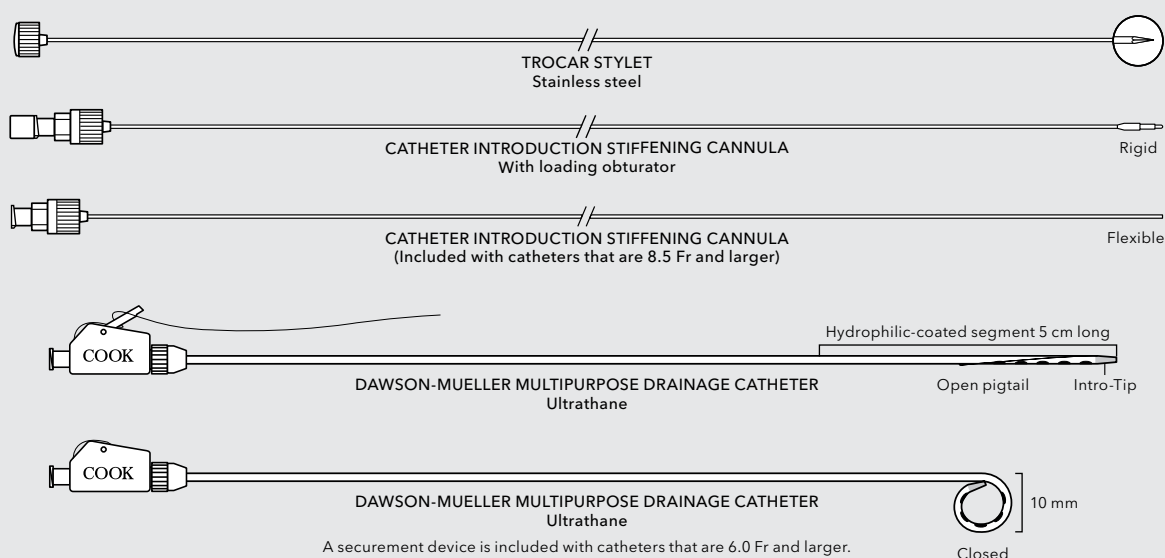 TROCAR STYLET
Stainless steel
CATHETER INTRODUCTION STIFFENING CANNULA
With loading obturator
Rigid
CATHETER INTRODUCTION STIFFENING CANNULA
(Included with catheters that are 8.5 Fr and larger)
Flexible
Hydrophilic-coated segment 5 cm long
COOK
DAWSON-MUELLER MULTIPURPOSE DRAINAGE CATHETER
Ultrathane
Open pigtail
Intro-Tip
COOK
DAWSON-MUELLER MULTIPURPOSE DRAINAGE CATHETER
Ultrathane
10 mm
A securement device is included with catheters that are 6.0 Fr and larger.
Closed